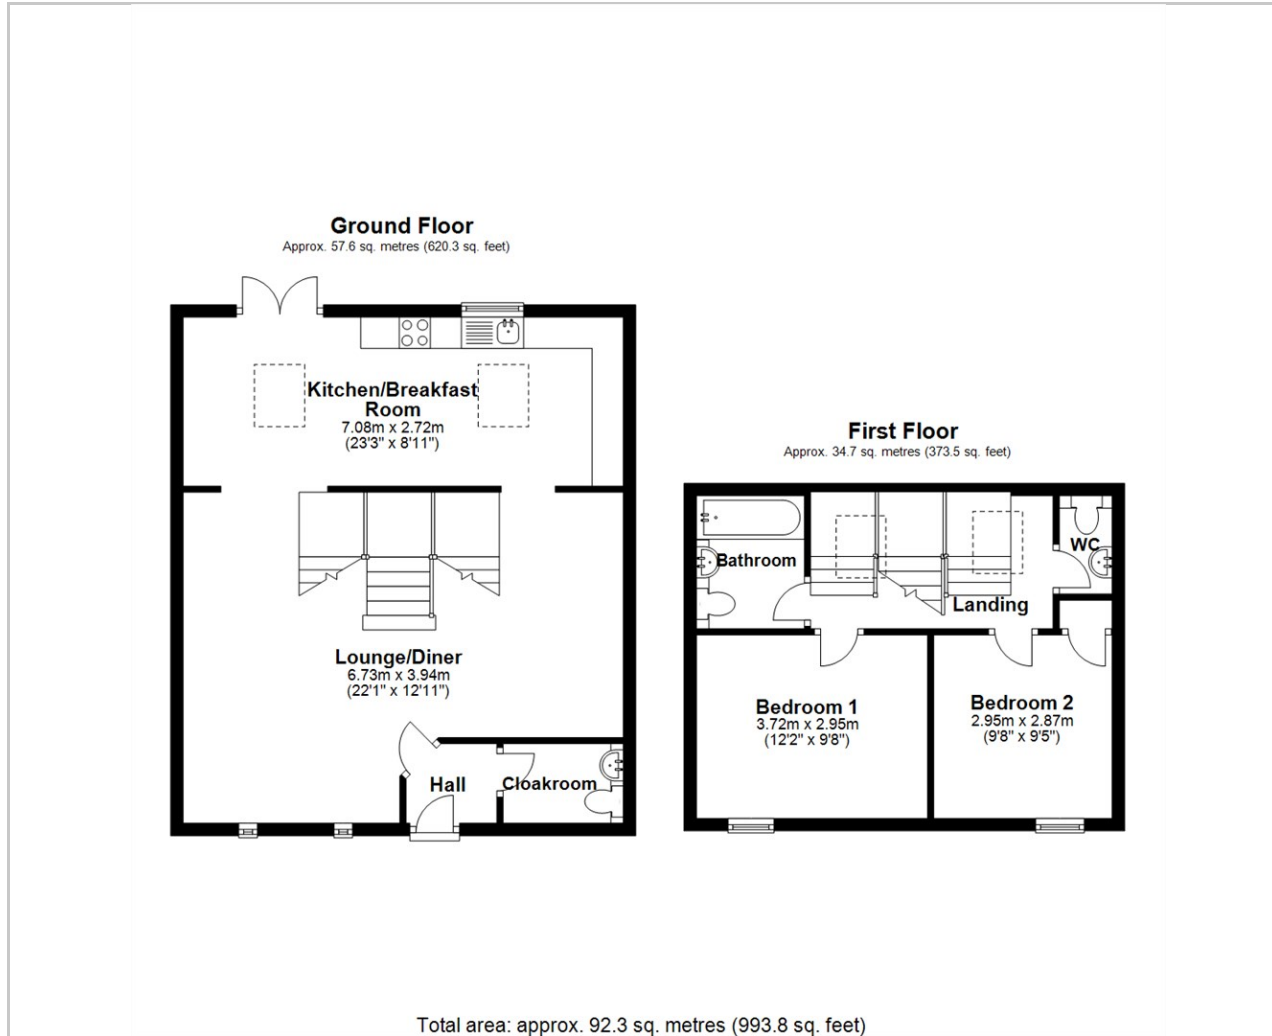 Ground Floor
Approx. 57.6 sq. metres (620.3 sq. feet)
Kitchen/Breakfast
Room
7.08m x 2.72m
(23'3" x 8'11")
Lounge/Diner
6.73m x 3.94m
(22'1" x 12'11")
Hall
Cloakroom
First Floor
Approx. 34.7 sq. metres (373.5 sq. feet)
Bathroom
WC
Landing
Bedroom 1
3.72m x 2.95m
(12'2" x 9'8")
Bedroom 2
2.95m x 2.87m
(9'8" x 9'5")
Total area: approx. 92.3 sq. metres (993.8 sq. feet)